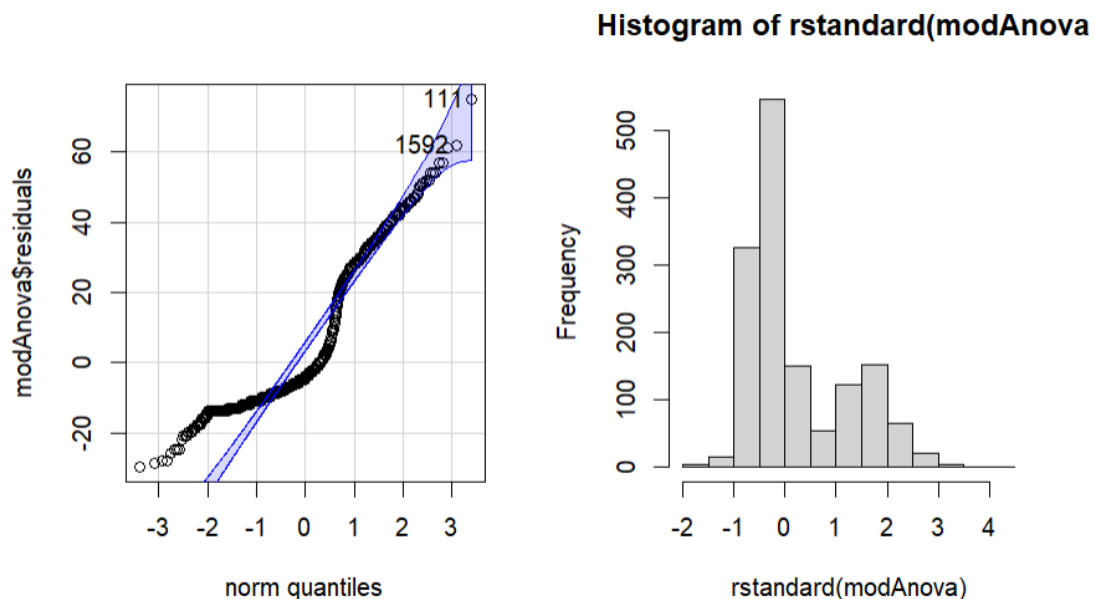 Histogram of rstandard(modAnova
modAnova$residuals
60
40
20
0
-20
111
1592
-3 -2 -1 0 1 2 3
norm quantiles
Frequency
500
400
300
200
100
0
-2 -1 0 1 2 3 4
rstandard(modAnova)